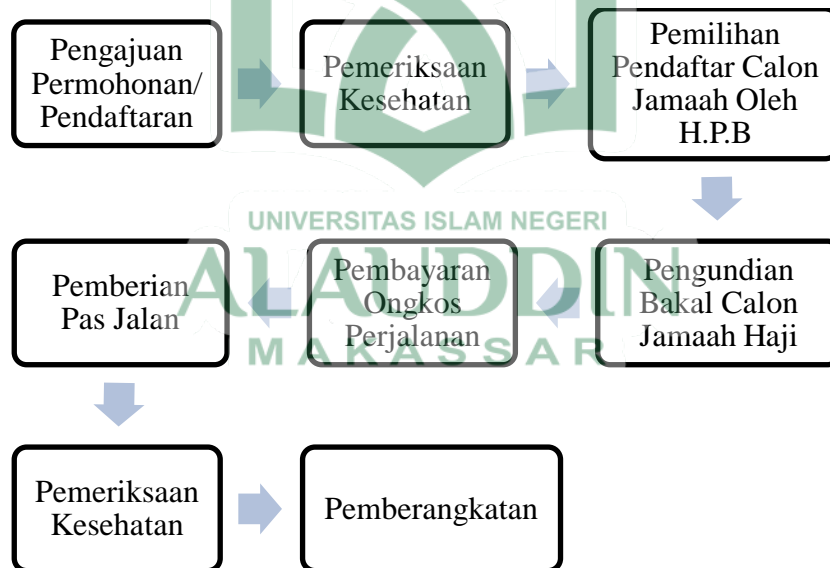 Pengajuan
Permohonan/
Pendaftaran
Pemeriksaan
Kesehatan
Pemilihan
Pendaftar Calon
Jamaah Oleh
H.P.B
UNIVERSITAS ISLAM NEGERI
ALAUDDIN
MAKASSAR
Pengundian
Bakal Calon
Jamaah Haji
Pembayaran
Ongkos
Perjalanan
Pemberian
Pas Jalan
Pemeriksaan
Kesehatan
Pemberangkatan